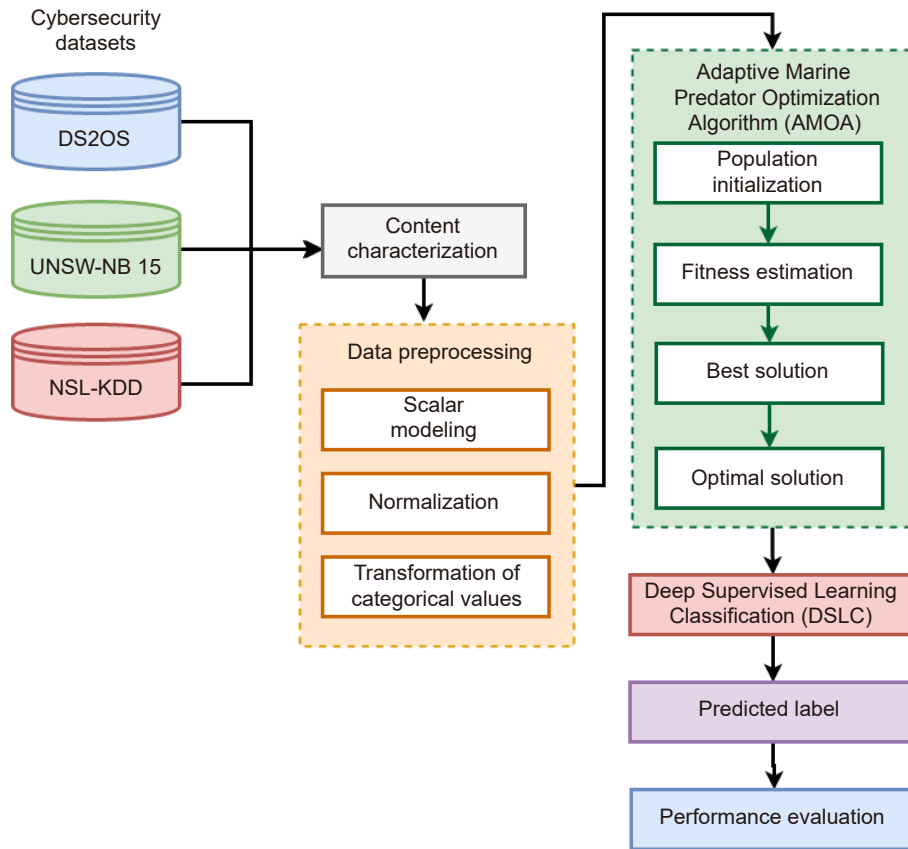 Cybersecurity
datasets
DS2OS
UNSW-NB 15
NSL-KDD
Content
characterization
Data preprocessing
Scalar
modeling
Normalization
Transformation of
categorical values
Adaptive Marine
Predator Optimization
Algorithm (AMOA)
Population
initialization
Fitness estimation
Best solution
Optimal solution
Deep Supervised Learning
Classification (DSLC)
Predicted label
Performance evaluation